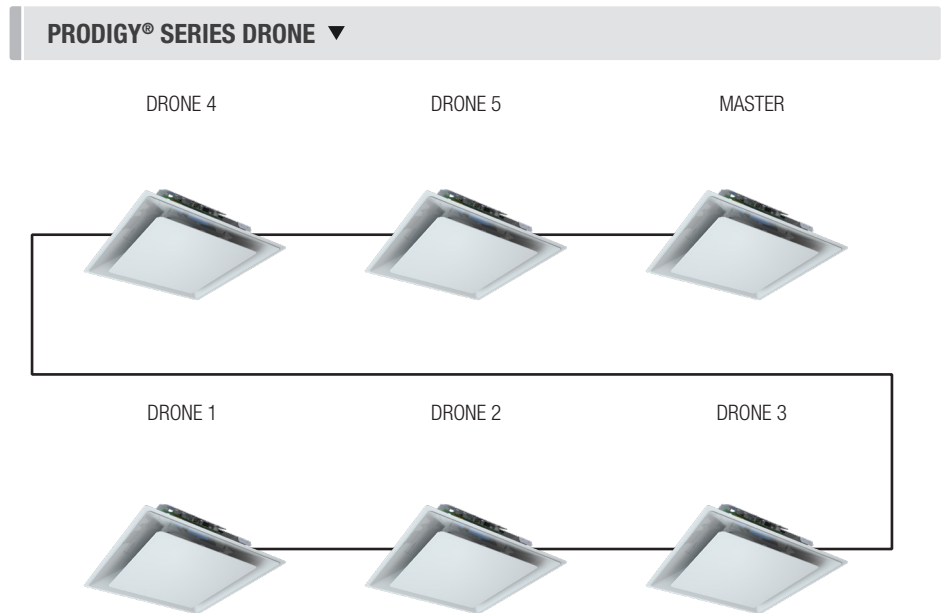 PRODIGY® SERIES DRONE ▼
DRONE 4
DRONE 5
MASTER
DRONE 1
DRONE 2
DRONE 3